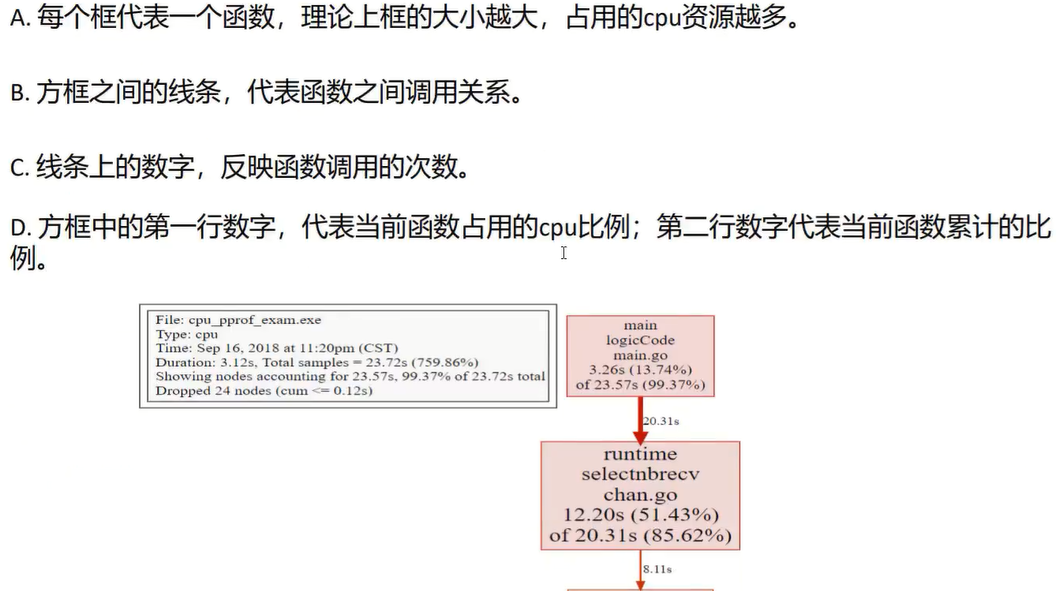 A. 每个框代表一个函数，理论上框的大小越大，占用的cpu资源越多。
B. 方框之间的线条，代表函数之间调用关系。
C. 线条上的数字，反映函数调用的次数。
D. 方框中的第一行数字，代表当前函数占用的cpu比例；第二行数字代表当前函数累计的比
例。
File: cpu_pprof_exam.exe
Type: cpu
Time: Sep 16, 2018 at 11:20pm (CST)
Duration: 3.12s, Total samples = 23.72s (759.86%)
Showing nodes accounting for 23.57s, 99.37% of 23.72s total
Dropped 24 nodes (cum <= 0.12s)
main
logicCode
main.go
3.26s (13.74%)
of 23.57s (99.37%)
20.31s
runtime
selectnbrecv
chan.go
12.20s (51.43%)
of 20.31s (85.62%)
8.11s